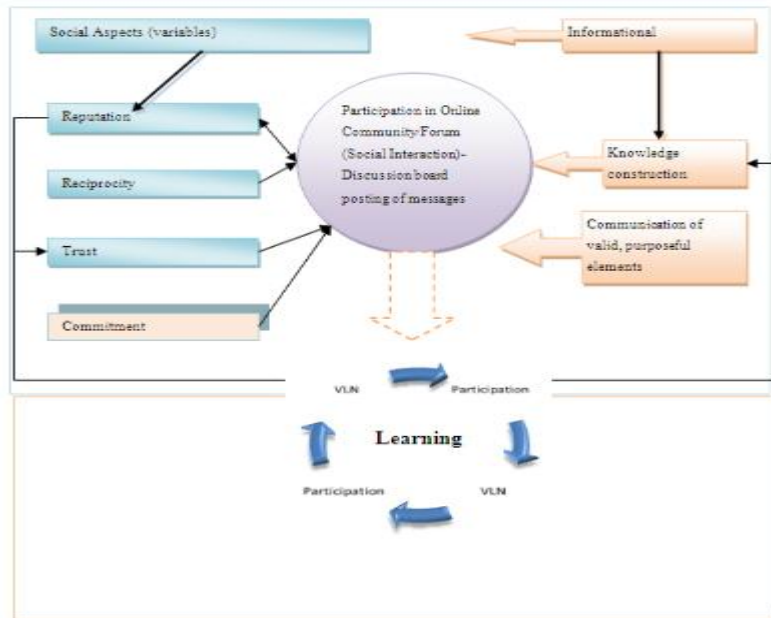 Social Aspects (variables)
Informational
Reputation
Participation in Online
Community Forum
(Social Interaction)-
Discussion board
posting of messages
Knowledge
construction
Reciprocity
Communication of
valid, purposeful
elements
Trust
Commitment
VLN
Participation
Learning
Participation
VLN